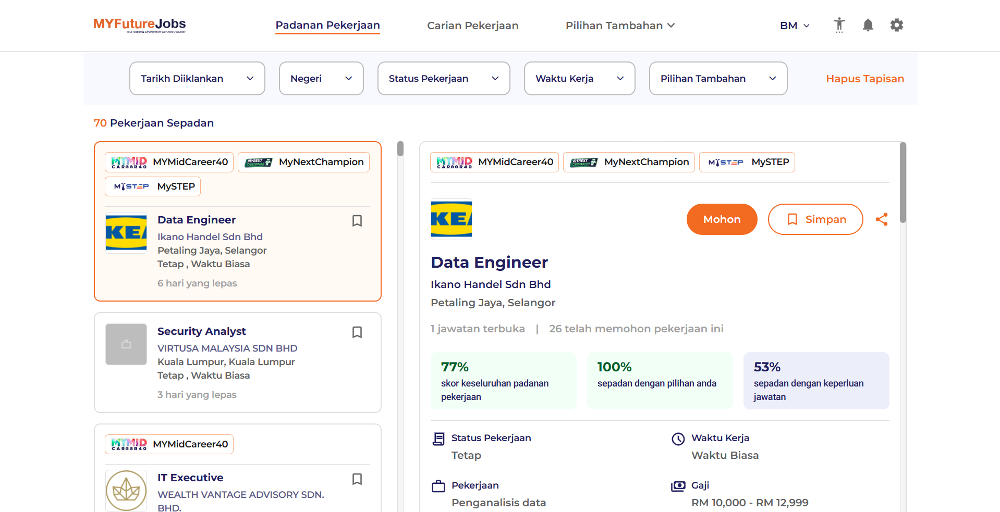 MYFutureJobs
Your National Employment Services Provider
Padanan Pekerjaan
Carian Pekerjaan
Pilihan Tambahan
BM
Tarikh Diiklankan
Negeri
Status Pekerjaan
Waktu Kerja
Pilihan Tambahan
Hapus Tapisan
70 Pekerjaan Sepadan
MYMID CAREER40 MYMidCareer40
MYNEXT CHAMPION MyNextChampion
MYSTEP MySTEP
KEA
Data Engineer
Ikano Handel Sdn Bhd
Petaling Jaya, Selangor
Tetap , Waktu Biasa
6 hari yang lepas
Security Analyst
VIRTUSA MALAYSIA SDN BHD
Kuala Lumpur, Kuala Lumpur
Tetap , Waktu Biasa
3 hari yang lepas
MYMID CAREER40 MYMidCareer40
IT Executive
WEALTH VANTAGE ADVISORY SDN.
BHD.
MYMID CAREER40 MYMidCareer40
MYNEXT CHAMPION MyNextChampion
MYSTEP MySTEP
KEA
Mohon
Simpan
Data Engineer
Ikano Handel Sdn Bhd
Petaling Jaya, Selangor
1 jawatan terbuka | 26 telah memohon pekerjaan ini
77%
skor keseluruhan padanan
pekerjaan
100%
sepadan dengan pilihan anda
53%
sepadan dengan keperluan
jawatan
Status Pekerjaan
Tetap
Waktu Kerja
Waktu Biasa
Pekerjaan
Penganalisis data
Gaji
RM 10,000 - RM 12,999